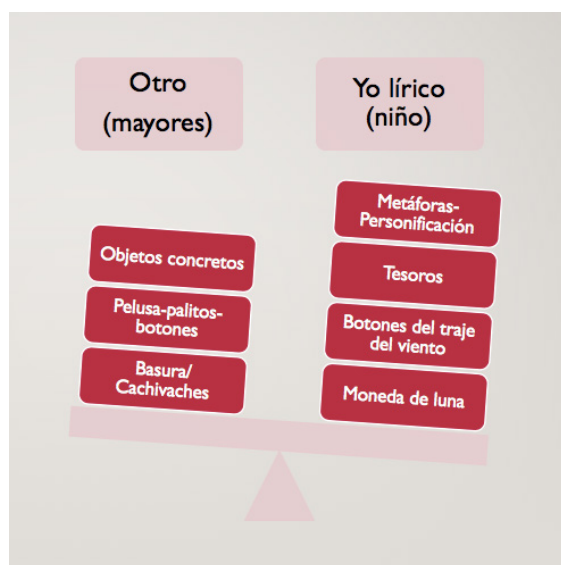 Otro
(mayores)
Yo lírico
(niño)
Objetos concretos
Pelusa-palitos-
botones
Basura/
Cachivaches
Metáforas-
Personificación
Tesoros
Botones del traje
del viento
Moneda de luna